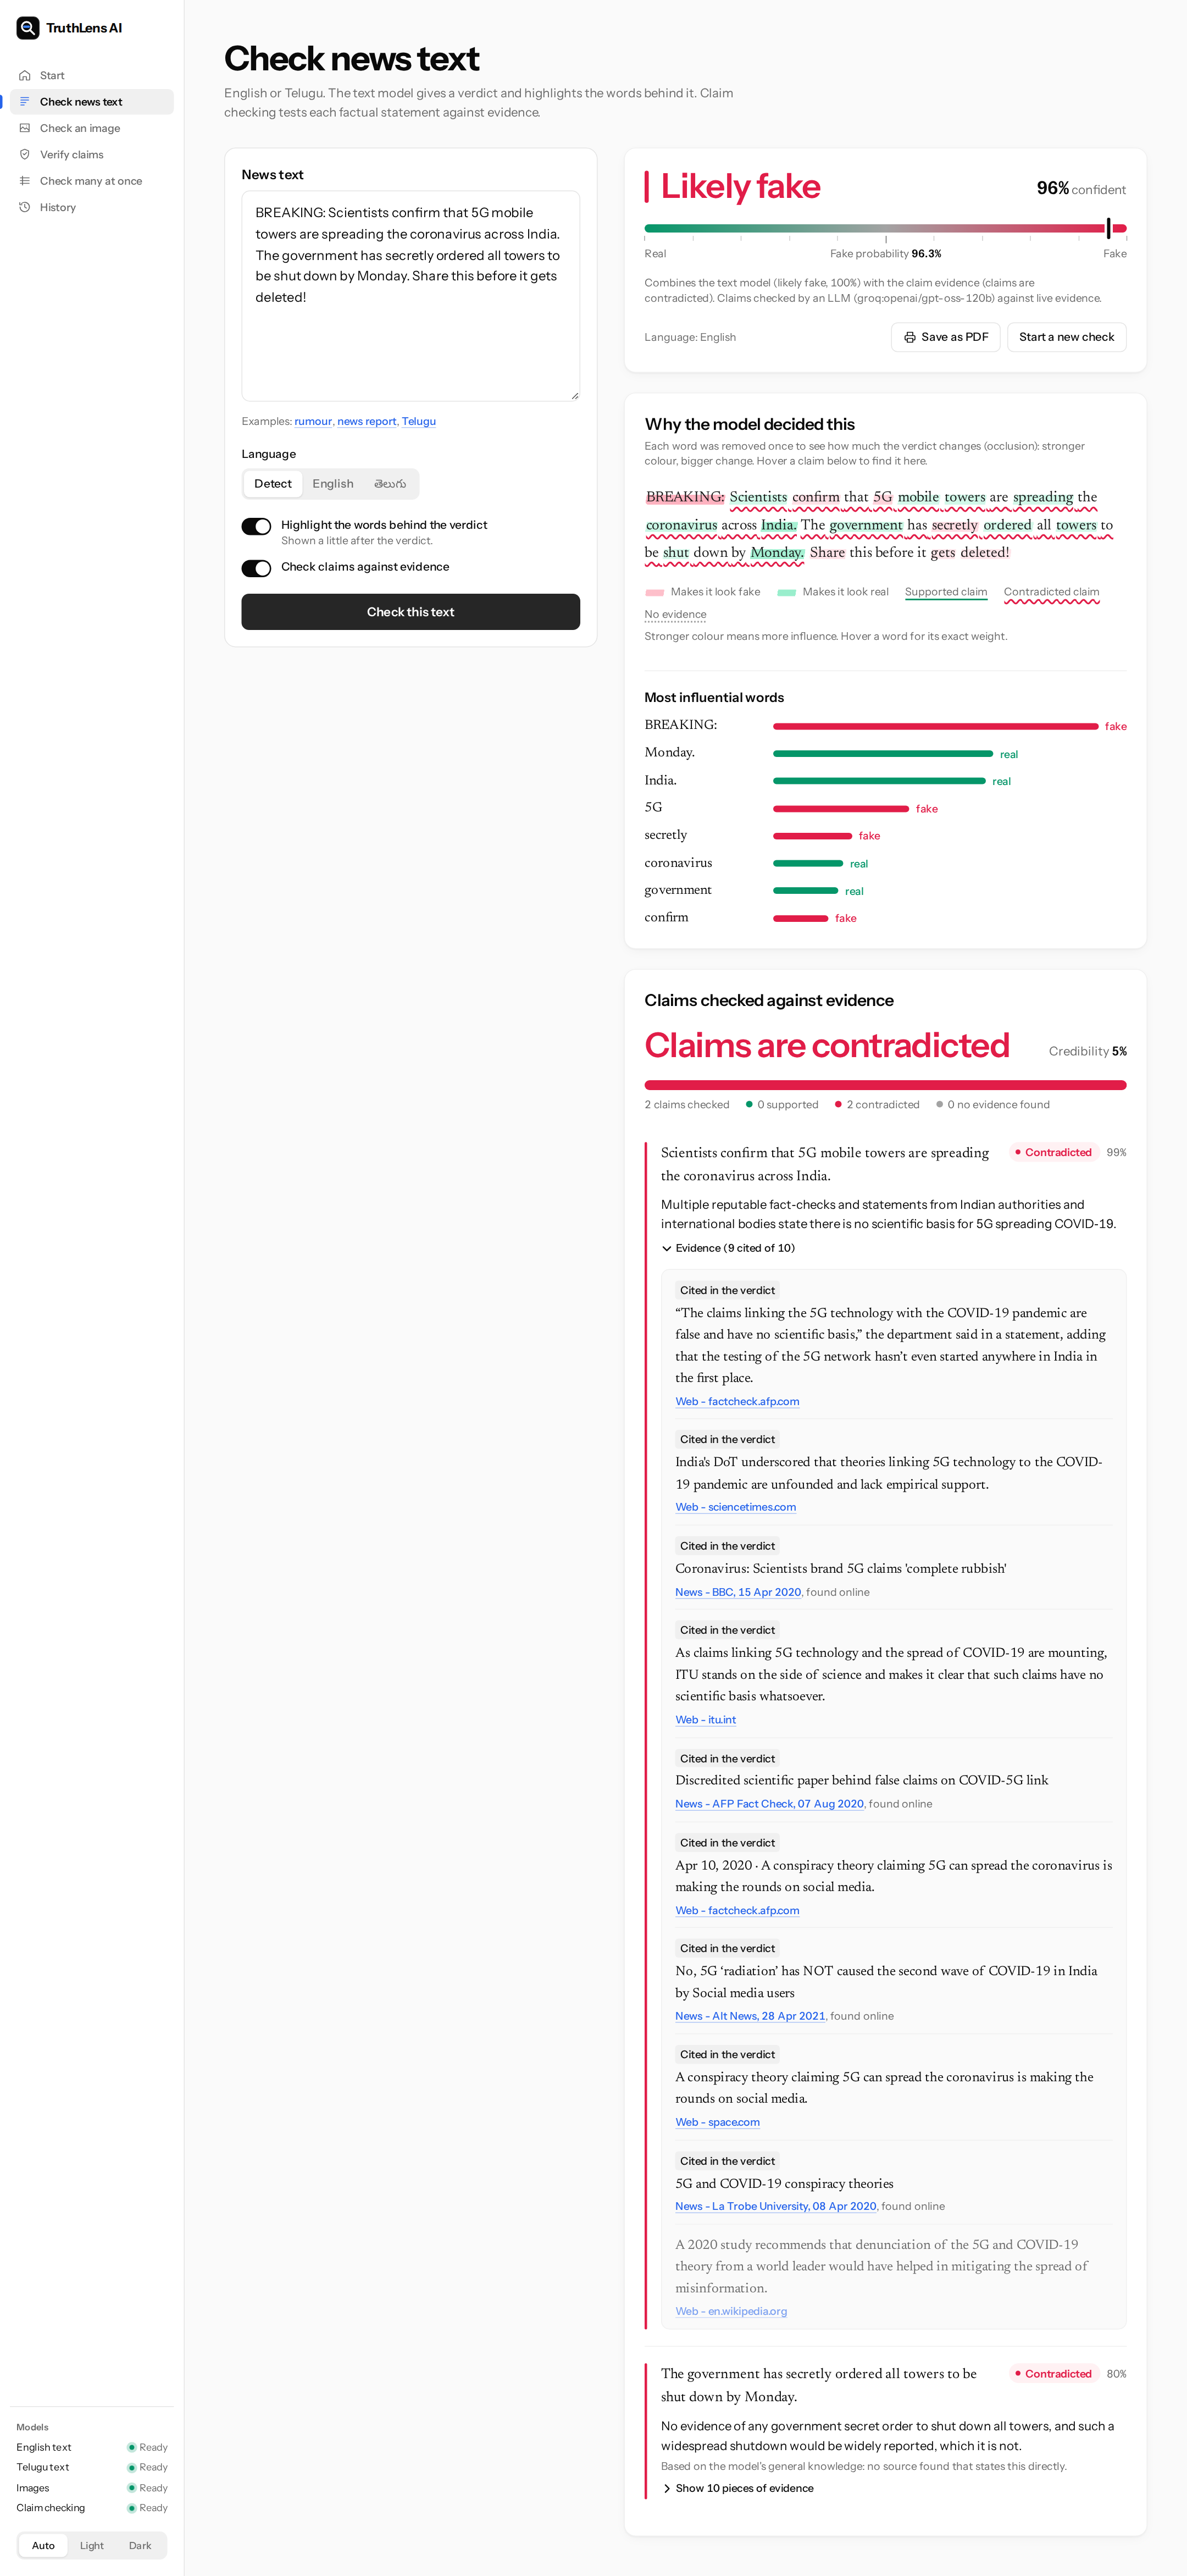 TruthLens AI
Start
Check news text
Check an image
Verify claims
Check many at once
History
Models
English text Ready
Telugu text Ready
Images Ready
Claim checking Ready
Auto Light Dark
Check news text
English or Telugu. The text model gives a verdict and highlights the words behind it. Claim
checking tests each factual statement against evidence.
News text
BREAKING: Scientists confirm that 5G mobile
towers are spreading the coronavirus across India.
The government has secretly ordered all towers to
be shut down by Monday. Share this before it gets
deleted!
Examples: rumour, news report, Telugu
Language
Detect English తెలుగు
Highlight the words behind the verdict
Shown a little after the verdict.
Check claims against evidence
Check this text
Likely fake
96% confident
Real Fake probability 96.3% Fake
Combines the text model (likely fake, 100%) with the claim evidence (claims are
contradicted). Claims checked by an LLM (groq:openai/gpt-oss-120b) against live evidence.
Language: English
Save as PDF
Start a new check
Why the model decided this
Each word was removed once to see how much the verdict changes (occlusion): stronger
colour, bigger change. Hover a claim below to find it here.
BREAKING: Scientists confirm that 5G mobile towers are spreading the
coronavirus across India. The government has secretly ordered all towers to
be shut down by Monday. Share this before it gets deleted!
Makes it look fake Makes it look real Supported claim Contradicted claim
No evidence
Stronger colour means more influence. Hover a word for its exact weight.
Most influential words
BREAKING: fake
Monday. real
India. real
5G fake
secretly fake
coronavirus real
government real
confirm fake
Claims checked against evidence
Claims are contradicted
Credibility 5%
2 claims checked 0 supported 2 contradicted 0 no evidence found
Scientists confirm that 5G mobile towers are spreading
the coronavirus across India.
Contradicted 99%
Multiple reputable fact-checks and statements from Indian authorities and
international bodies state there is no scientific basis for 5G spreading COVID-19.
Evidence (9 cited of 10)
Cited in the verdict
“The claims linking the 5G technology with the COVID-19 pandemic are
false and have no scientific basis,” the department said in a statement, adding
that the testing of the 5G network hasn’t even started anywhere in India in
the first place.
Web - factcheck.afp.com
Cited in the verdict
India's DoT underscored that theories linking 5G technology to the COVID-
19 pandemic are unfounded and lack empirical support.
Web - sciencetimes.com
Cited in the verdict
Coronavirus: Scientists brand 5G claims 'complete rubbish'
News - BBC, 15 Apr 2020, found online
Cited in the verdict
As claims linking 5G technology and the spread of COVID-19 are mounting,
ITU stands on the side of science and makes it clear that such claims have no
scientific basis whatsoever.
Web - itu.int
Cited in the verdict
Discredited scientific paper behind false claims on COVID-5G link
News - AFP Fact Check, 07 Aug 2020, found online
Cited in the verdict
Apr 10, 2020 · A conspiracy theory claiming 5G can spread the coronavirus is
making the rounds on social media.
Web - factcheck.afp.com
Cited in the verdict
No, 5G ‘radiation’ has NOT caused the second wave of COVID-19 in India
by Social media users
News - Alt News, 28 Apr 2021, found online
Cited in the verdict
A conspiracy theory claiming 5G can spread the coronavirus is making the
rounds on social media.
Web - space.com
Cited in the verdict
5G and COVID-19 conspiracy theories
News - La Trobe University, 08 Apr 2020, found online
A 2020 study recommends that denunciation of the 5G and COVID-19
theory from a world leader would have helped in mitigating the spread of
misinformation.
Web - en.wikipedia.org
The government has secretly ordered all towers to be
shut down by Monday.
Contradicted 80%
No evidence of any government secret order to shut down all towers, and such a
widespread shutdown would be widely reported, which it is not.
Based on the model's general knowledge: no source found that states this directly.
Show 10 pieces of evidence